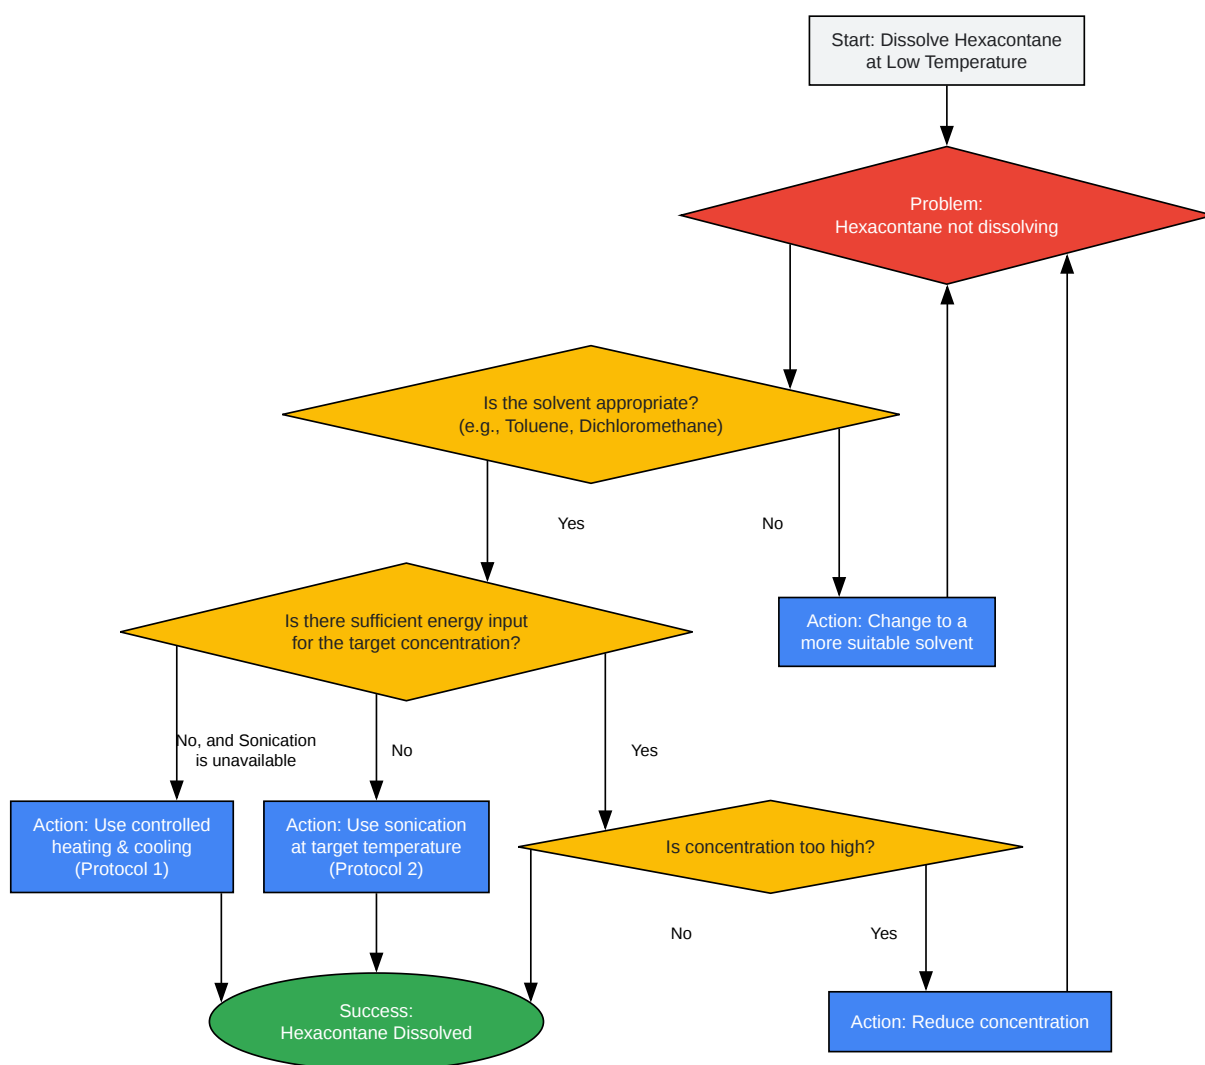 Start: Dissolve Hexacontane
at Low Temperature
Problem:
Hexacontane not dissolving
Is the solvent appropriate?
(e.g., Toluene, Dichloromethane)
Yes
No
Is there sufficient energy input
for the target concentration?
Action: Change to a
more suitable solvent
No, and Sonication
is unavailable
No
Yes
Action: Use controlled
heating & cooling
(Protocol 1)
Action: Use sonication
at target temperature
(Protocol 2)
Is concentration too high?
No
Yes
Success:
Hexacontane Dissolved
Action: Reduce concentration